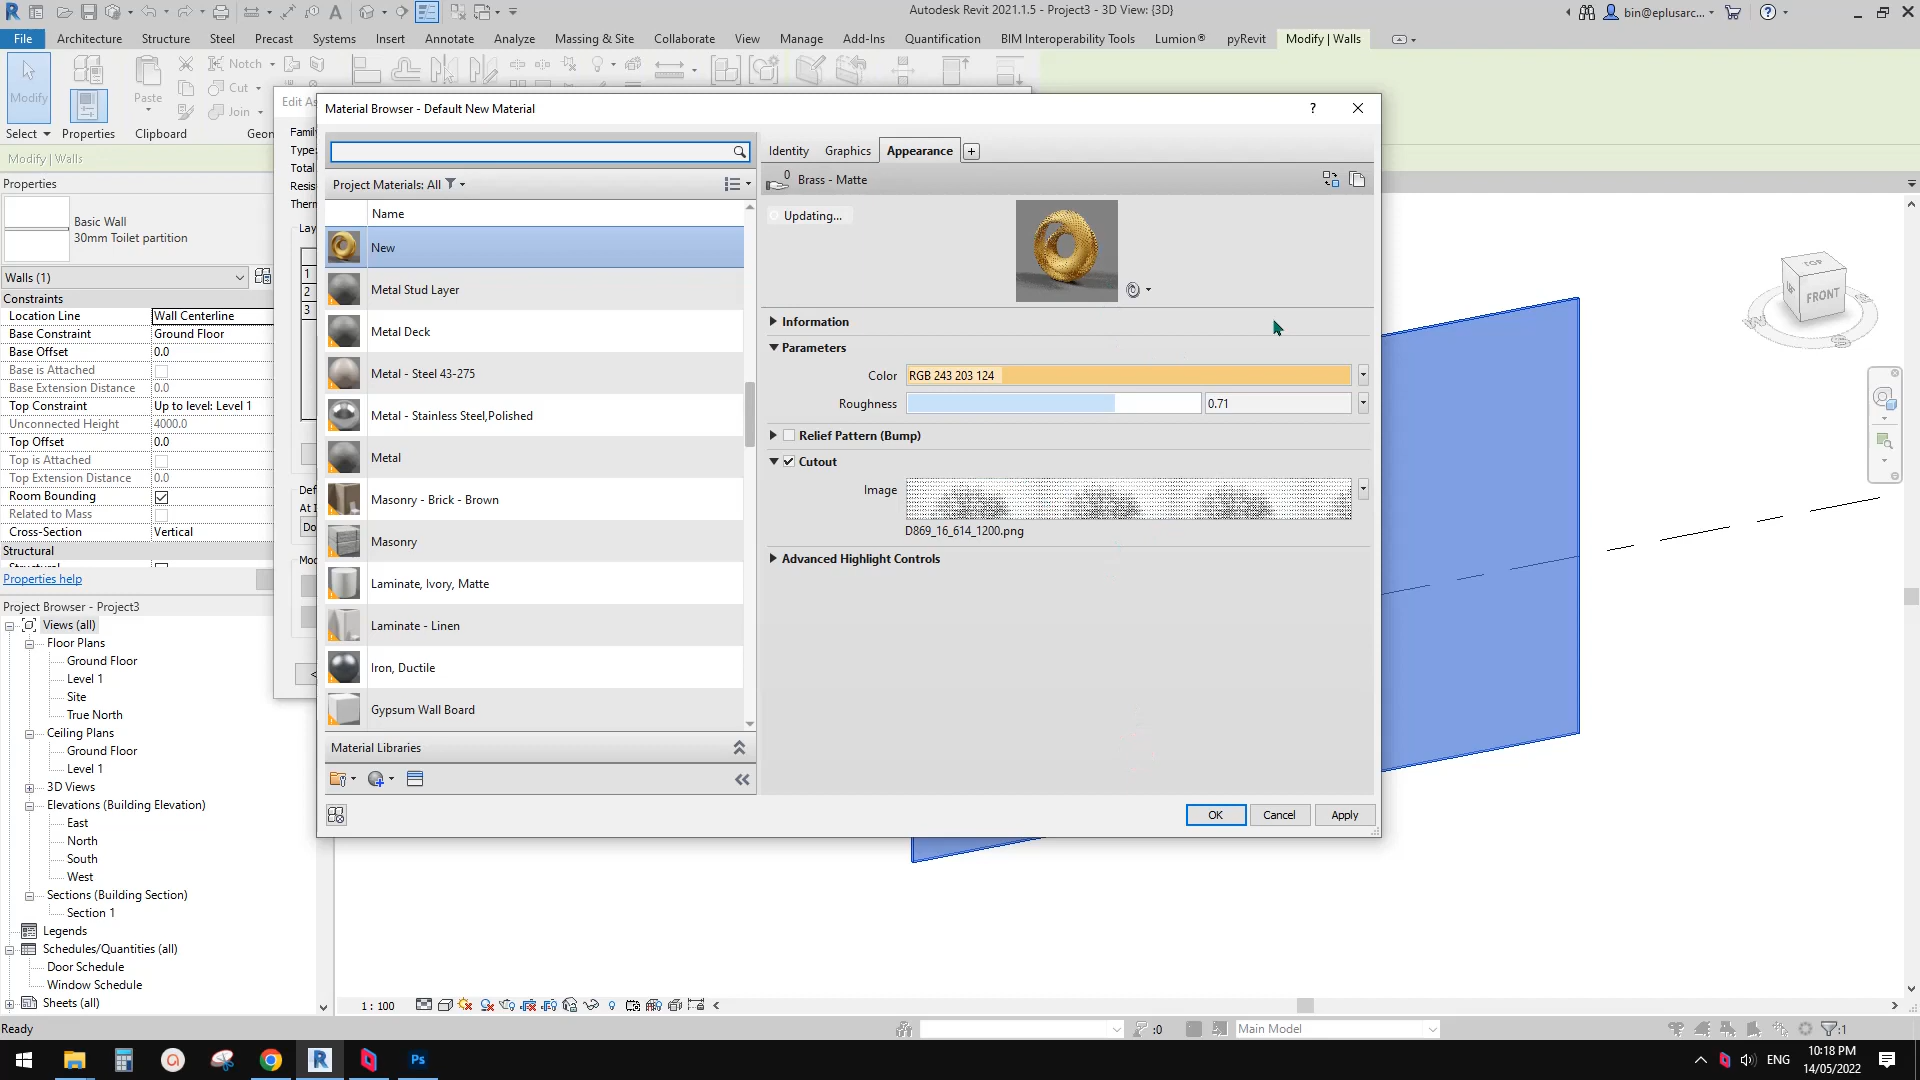 Autodesk Revit 2021.1.5 - Project3 - 3D View: {3D}
bin@eplusarc...
File Architecture Structure Steel Precast Systems Insert Annotate Analyze Massing & Site Collaborate View Manage Add-Ins Quantification BIM Interoperability Tools Lumion® pyRevit Modify | Walls
Modify
Paste
Notch
Cut
Join
Select Properties Clipboard
Modify | Walls
Properties
Basic Wall
30mm Toilet partition
Walls (1)
Constraints
Location Line Wall Centerline
Base Constraint Ground Floor
Base Offset 0.0
Base is Attached
Base Extension Distance 0.0
Top Constraint Up to level: Level 1
Unconnected Height 4000.0
Top Offset 0.0
Top is Attached
Top Extension Distance 0.0
Room Bounding
Related to Mass
Cross-Section Vertical
Structural
Properties help
Project Browser - Project3
Views (all)
Floor Plans
Ground Floor
Level 1
Site
True North
Ceiling Plans
Ground Floor
Level 1
3D Views
Elevations (Building Elevation)
East
North
South
West
Sections (Building Section)
Section 1
Legends
Schedules/Quantities (all)
Door Schedule
Window Schedule
Sheets (all)
Ready
1
2
3
Material Browser - Default New Material
?
Project Materials: All
Name
New
Metal Stud Layer
Metal Deck
Metal - Steel 43-275
Metal - Stainless Steel,Polished
Metal
Masonry - Brick - Brown
Masonry
Laminate, Ivory, Matte
Laminate - Linen
Iron, Ductile
Gypsum Wall Board
Material Libraries
Identity Graphics Appearance
0
Brass - Matte
Updating...
Information
Parameters
Color RGB 243 203 124
Roughness 0.71
Relief Pattern (Bump)
Cutout
Image
D869_16_614_1200.png
Advanced Highlight Controls
OK Cancel Apply
TOP
FRONT
1 : 100
:0
Main Model
:1
Ps
ENG
10:18 PM
14/05/2022